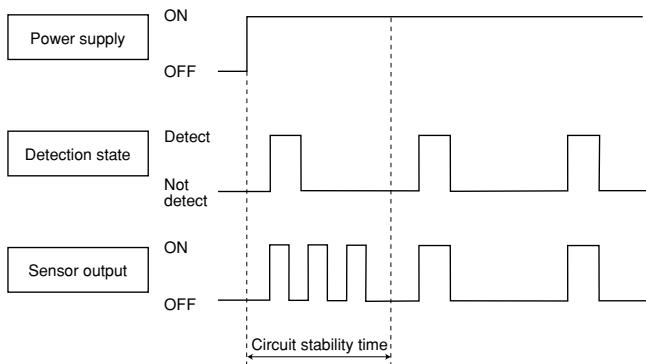 Power supply
ON
OFF
Detection state
Detect
Not
detect
Sensor output
ON
OFF
Circuit stability time